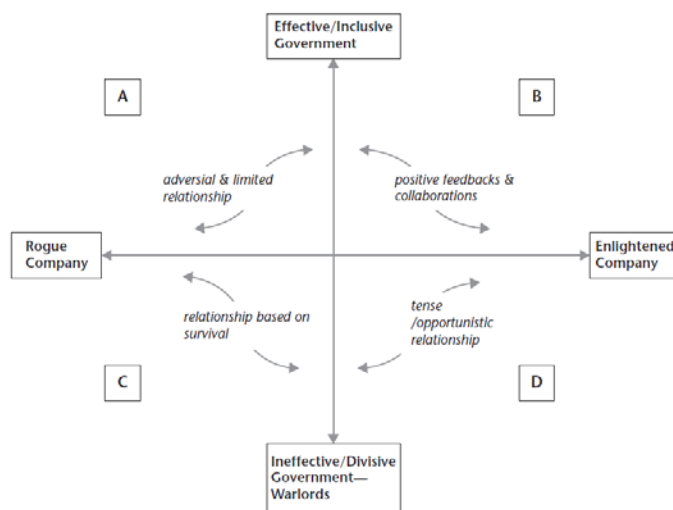 Effective/Inclusive
Government
A
B
adversial & limited
relationship
positive feedbacks &
collaborations
Rogue
Company
Enlightened
Company
relationship based on
survival
tense
/opportunistic
relationship
C
D
Ineffective/Divisive
Government—
Warlords